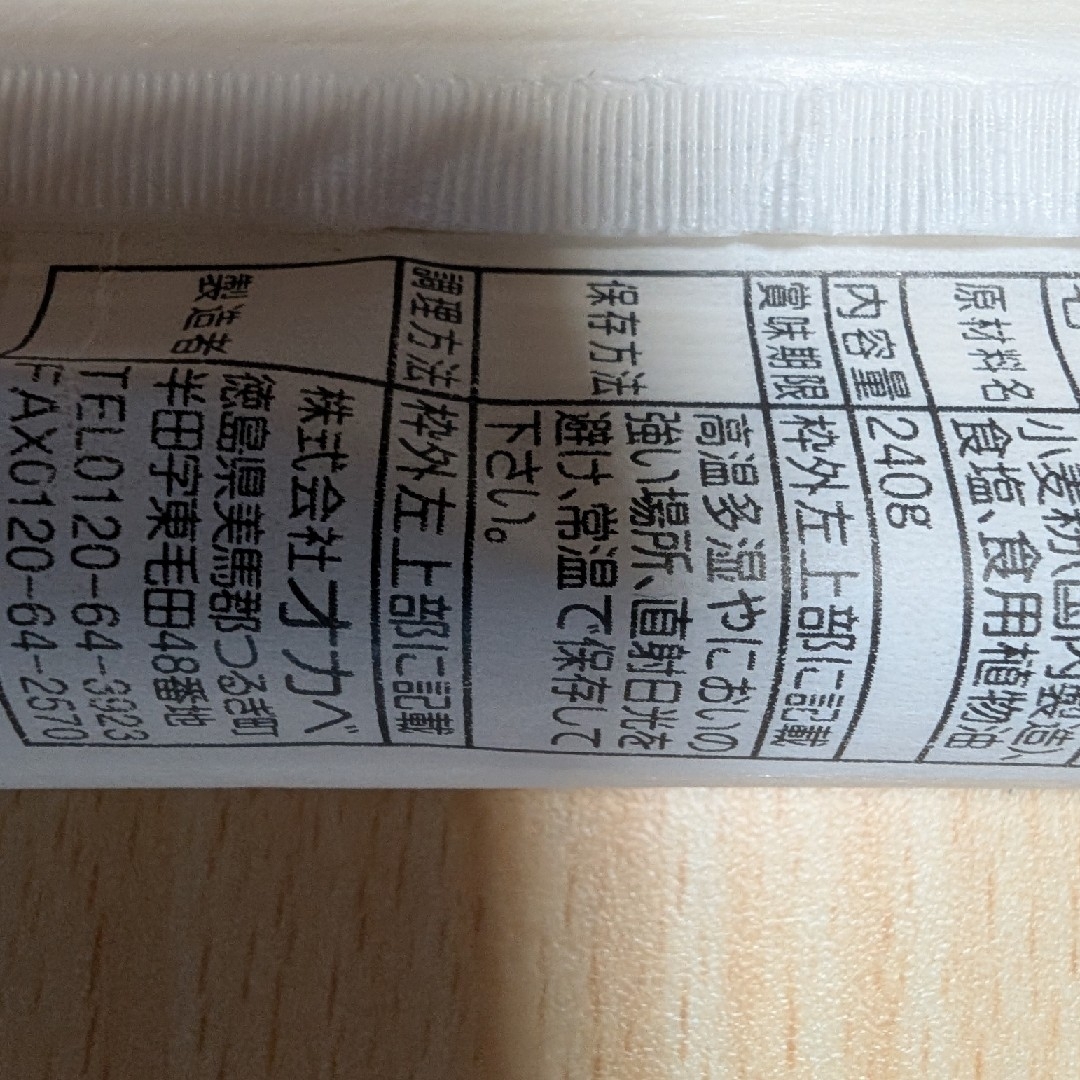 原材料名
小麦粉(国内製造)、
食塩、食用植物油
内容量
240g
賞味期限
枠外左上部に記載
保存方法
高温多湿やにおいの
強い場所、直射日光を
避け、常温で保存して
下さい。
調理方法
枠外左上部に記載
製造者
株式会社オカベ
徳島県美馬郡つるぎ町
半田字東毛田48番地
TEL0120-64-3923
FAX0120-64-2570